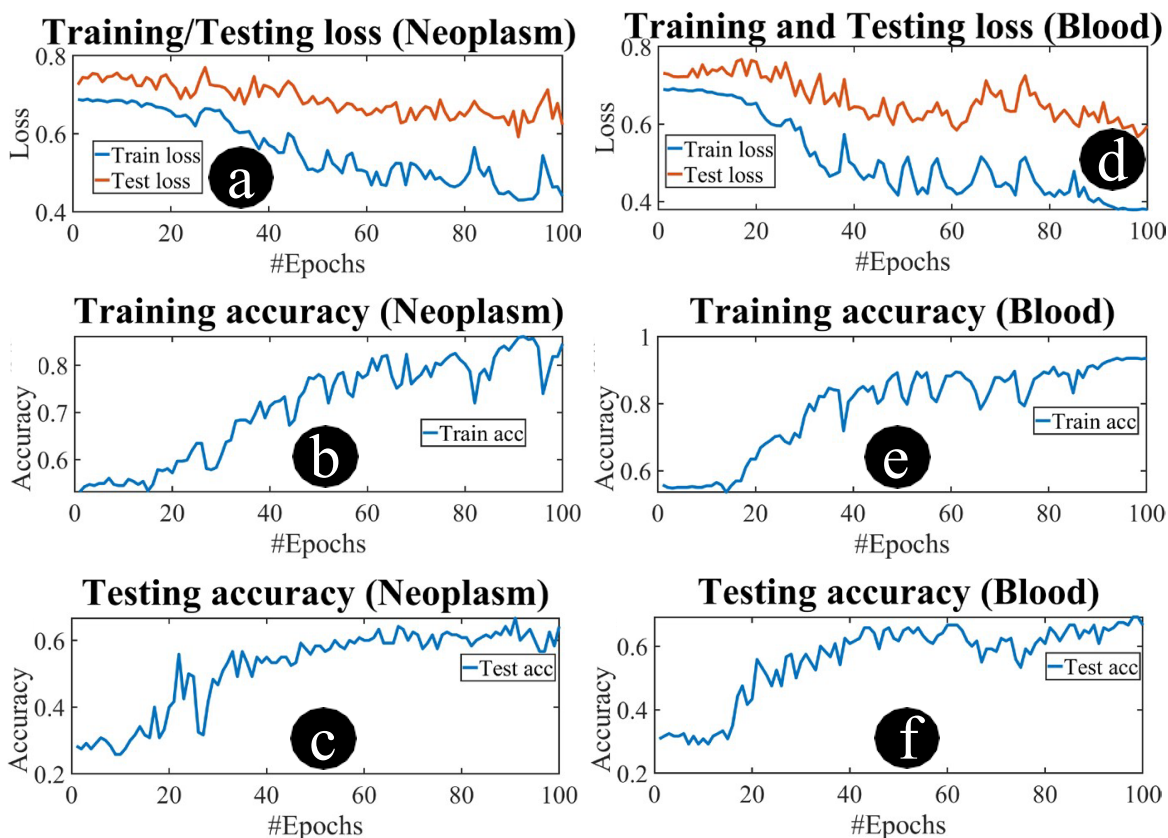 Training/Testing loss (Neoplasm)
0.8
0.6
0.4
Loss
Train loss
Test loss
a
0 20 40 60 80 100
#Epochs
Training and Testing loss (Blood)
0.8
0.6
0.4
Loss
Train loss
Test loss
d
0 20 40 60 80 100
#Epochs
Training accuracy (Neoplasm)
0.8
0.7
0.6
Accuracy
Train acc
b
0 20 40 60 80 100
#Epochs
Training accuracy (Blood)
1
0.8
0.6
Accuracy
Train acc
e
0 20 40 60 80 100
#Epochs
Testing accuracy (Neoplasm)
0.6
0.4
0.2
Accuracy
Test acc
c
0 20 40 60 80 100
#Epochs
Testing accuracy (Blood)
0.6
0.4
0.2
Accuracy
Test acc
f
0 20 40 60 80 100
#Epochs